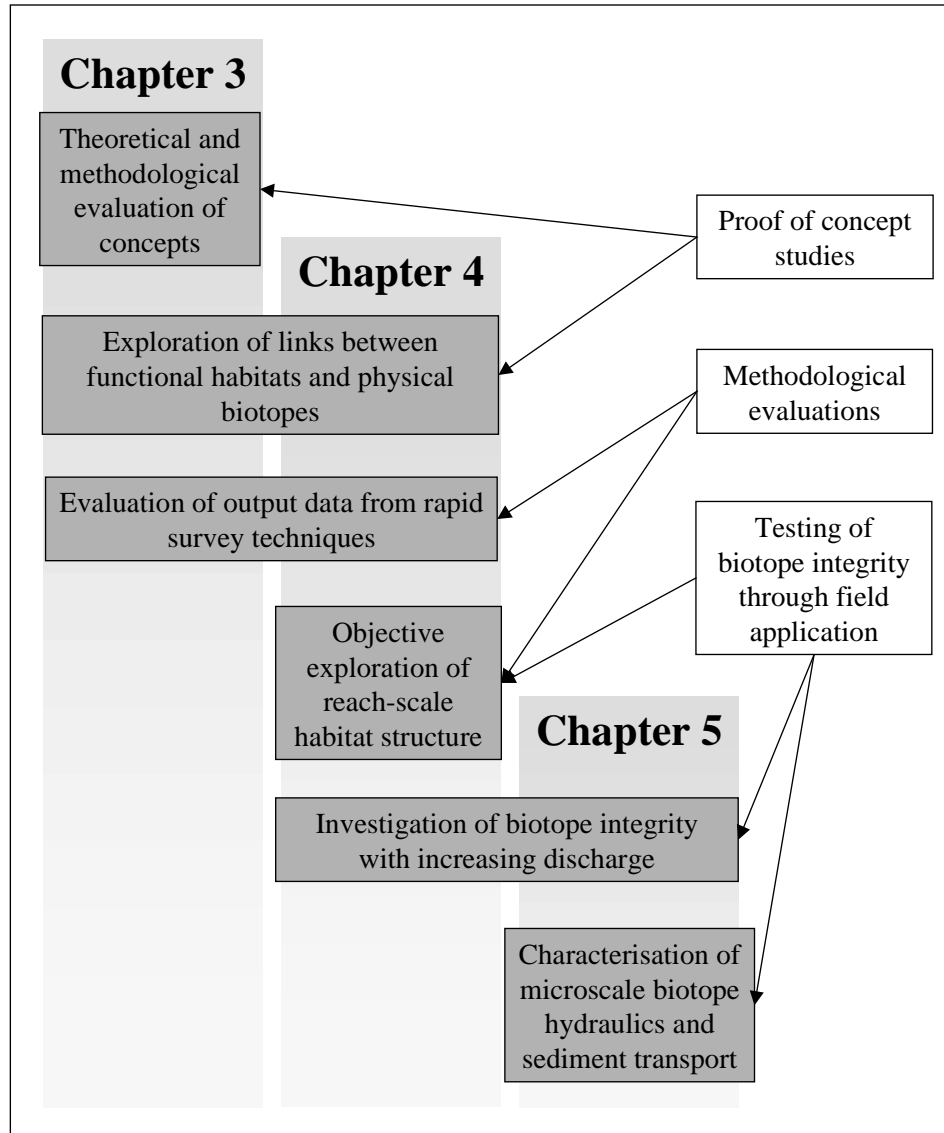 Chapter 3
Theoretical and
methodological
evaluation of
concepts
Proof of concept
studies
Chapter 4
Exploration of links between
functional habitats and physical
biotopes
Methodological
evaluations
Evaluation of output data from rapid
survey techniques
Testing of
biotope integrity
through field
application
Objective
exploration of
reach-scale
habitat structure
Chapter 5
Investigation of biotope integrity
with increasing discharge
Characterisation of
microscale biotope
hydraulics and
sediment transport